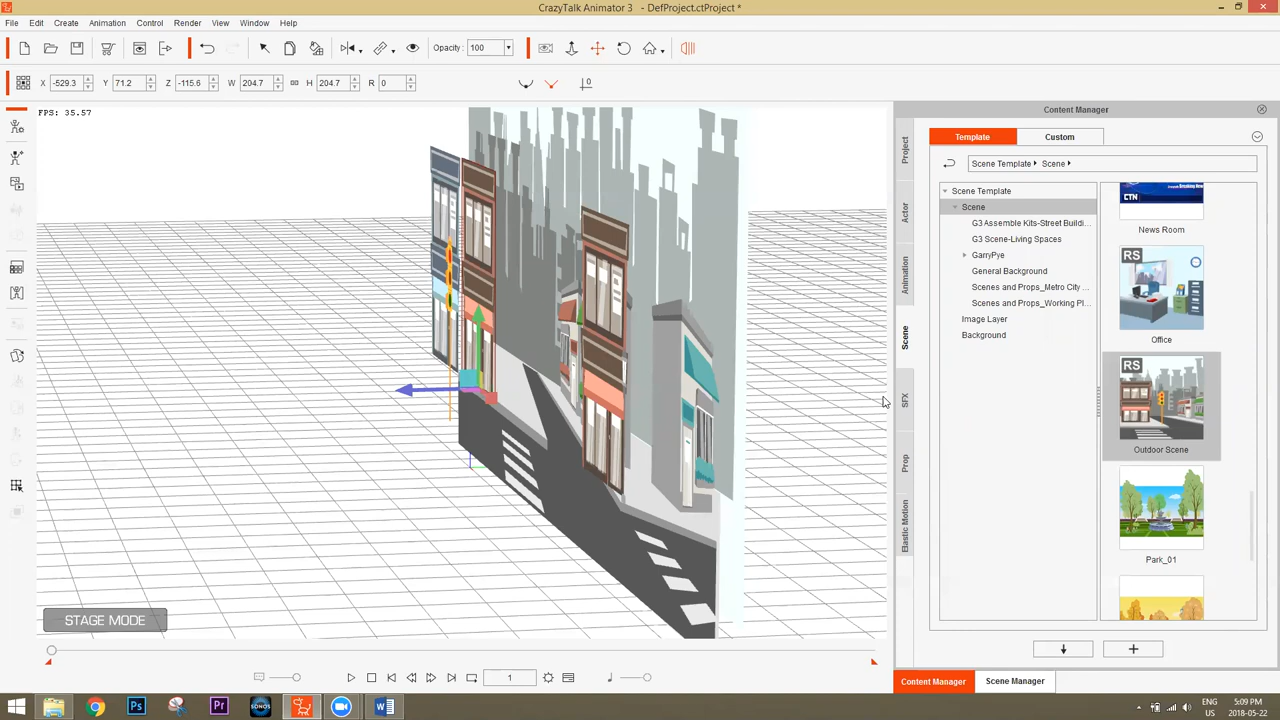 CrazyTalk Animator 3 - DefProject.ctProject *
File Edit Create Animation Control Render View Window Help
Opacity : 100
X -529.3 Y 71.2 Z -115.6 W 204.7 H 204.7 R 0
FPS: 35.57
Content Manager
Template Custom
Scene Template Scene
Scene Template
Scene
G3 Assemble Kits-Street Buildi...
G3 Scene-Living Spaces
GarryPye
General Background
Scenes and Props_Metro City ...
Scenes and Props_Working Pl...
Image Layer
Background
Project
Actor
Animation
Scene
SFX
Prop
Elastic Motion
CTN
News Room
RS
Office
RS
Outdoor Scene
Park_01
STAGE MODE
1
Content Manager Scene Manager
Ps
SONOS
Pr
ENG
US
5:09 PM
2018-05-22